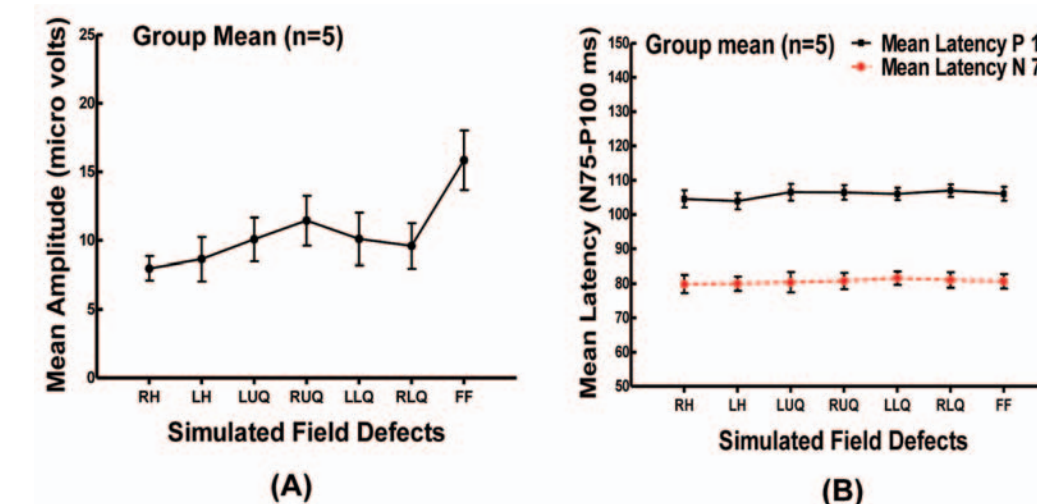 Group Mean (n=5)
Mean Amplitude (micro volts)
25
20
15
10
5
0
RH LH LUQ RUQ LLQ RLQ FF
Simulated Field Defects
(A)
Group mean (n=5)
Mean Latency P 1
Mean Latency N 7
Mean Latency (N75-P100 ms)
150
140
130
120
110
100
90
80
70
60
50
RH LH LUQ RUQ LLQ RLQ FF
Simulated Field Defects
(B)